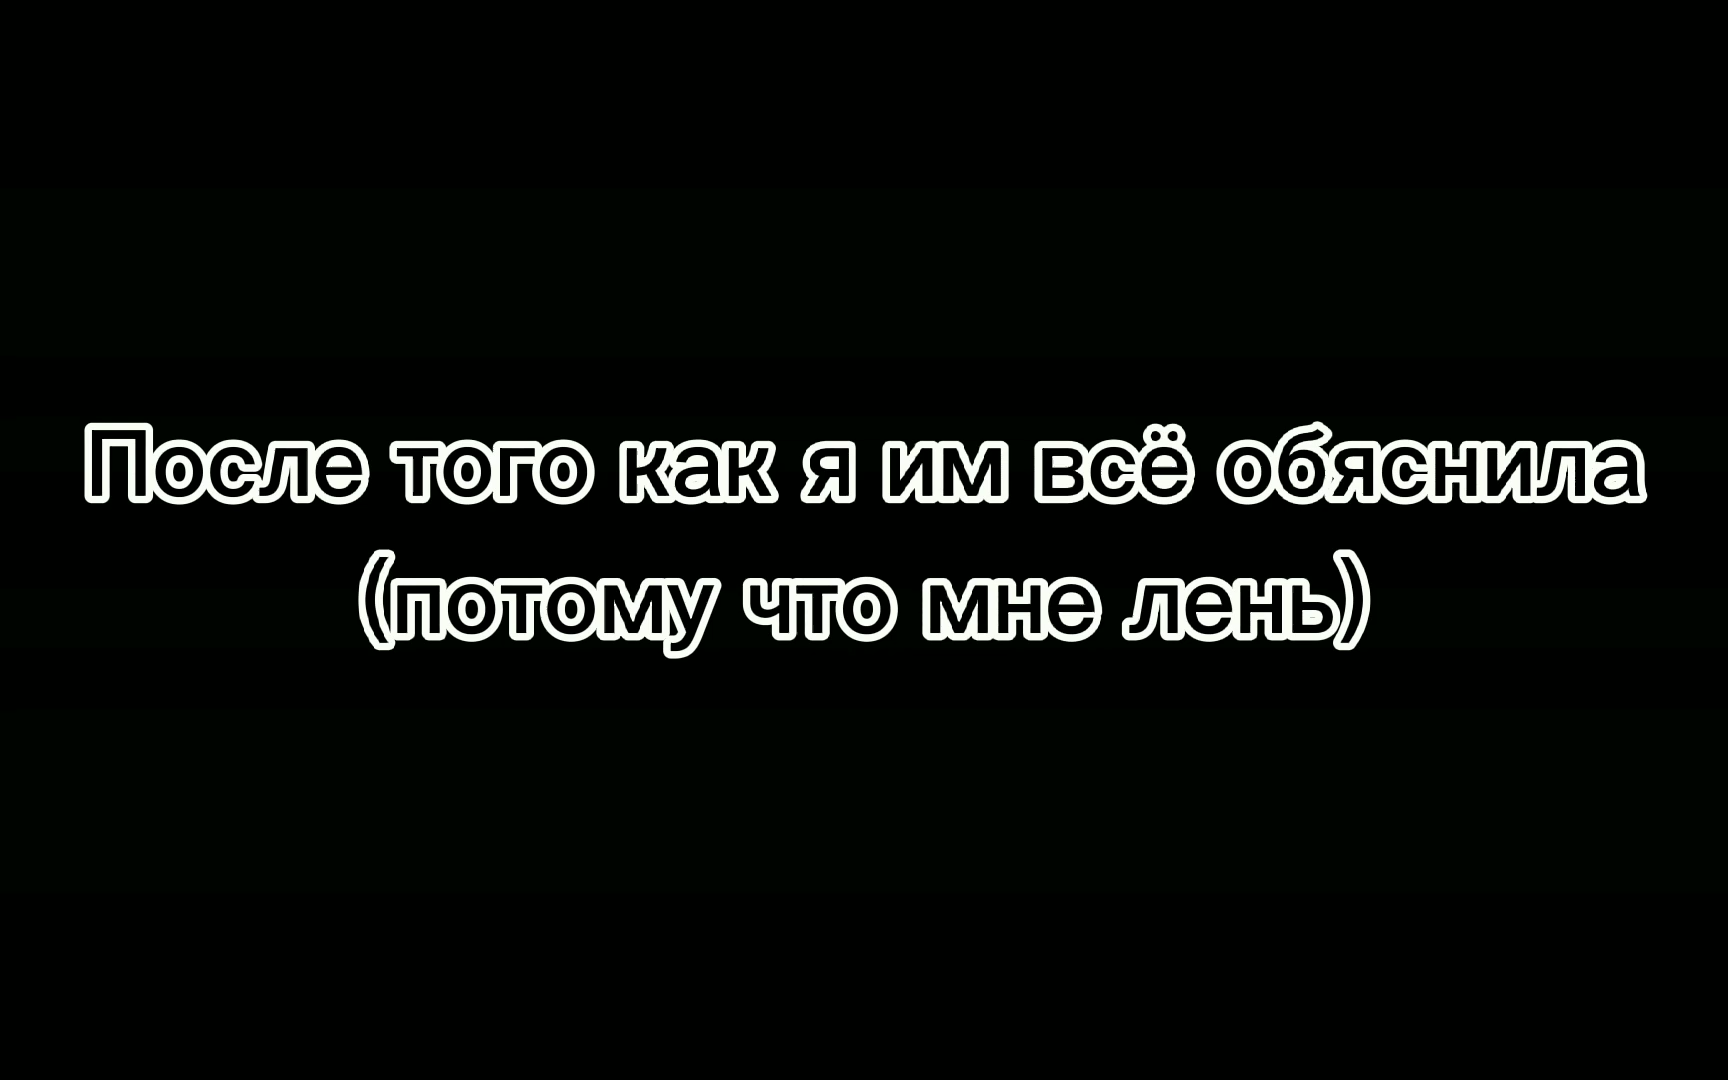 После того как я им всё обяснила
(потому что мне лень)